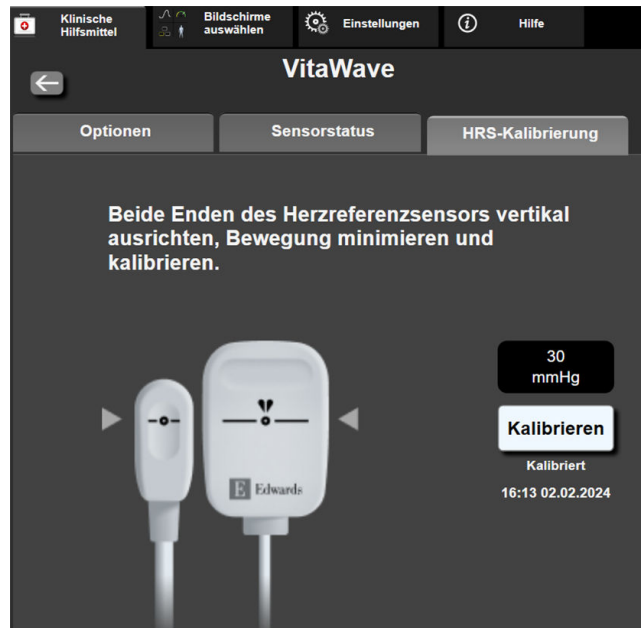 Klinische
Hilfsmittel
Bildschirme
auswählen
Einstellungen
Hilfe
VitaWave
Optionen
Sensorstatus
HRS-Kalibrierung
Beide Enden des Herzreferenzsensors vertikal
ausrichten, Bewegung minimieren und
kalibrieren.
30
mmHg
Kalibrieren
Kalibriert
16:13 02.02.2024
E Edwards